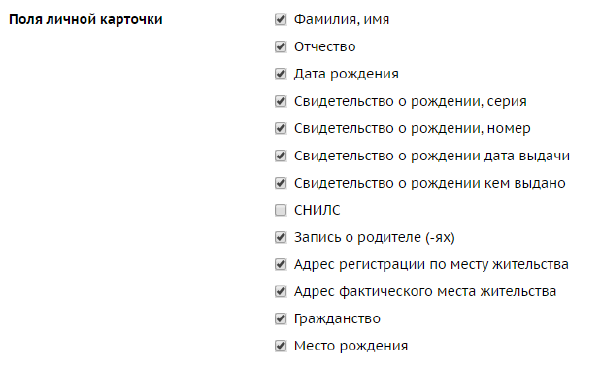 Поля личной карточки
Фамилия, имя
Отчество
Дата рождения
Свидетельство о рождении, серия
Свидетельство о рождении, номер
Свидетельство о рождении дата выдачи
Свидетельство о рождении кем выдано
СНИЛС
Запись о родителе (-ях)
Адрес регистрации по месту жительства
Адрес фактического места жительства
Гражданство
Место рождения